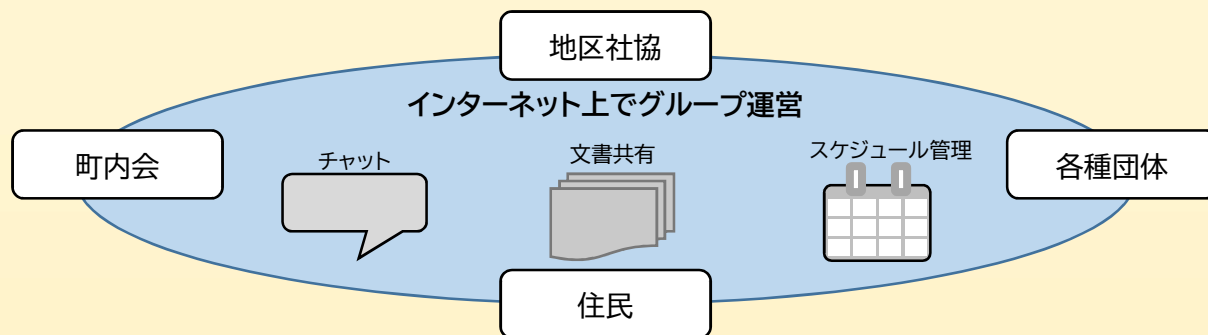 地区社協
インターネット上でグループ運営
町内会
チャット
文書共有
スケジュール管理
各種団体
住民